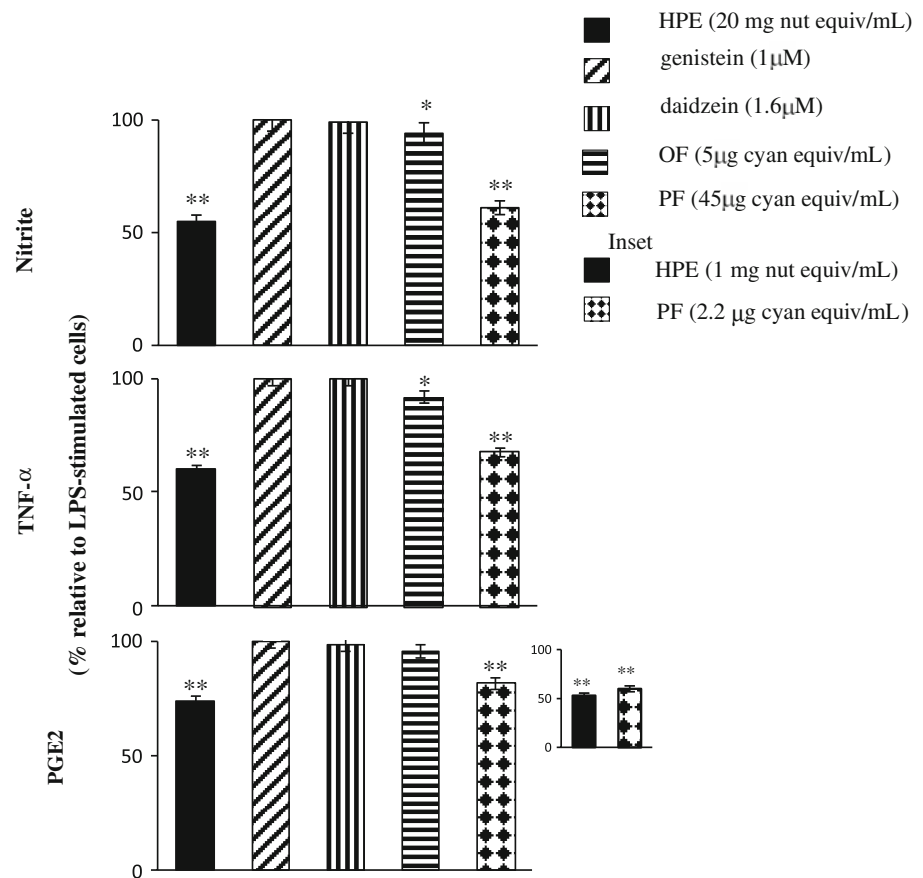 HPE (20 mg nut equiv/mL)
genistein (1μM)
daidzein (1.6μM)
OF (5μg cyan equiv/mL)
PF (45μg cyan equiv/mL)
Inset
HPE (1 mg nut equiv/mL)
PF (2.2 μg cyan equiv/mL)
(% relative to LPS-stimulated cells)
Nitrite
100
50
0
**
*
**
TNF-α
100
50
0
**
*
**
PGE2
100
50
0
**
**
100
50
0
**
**